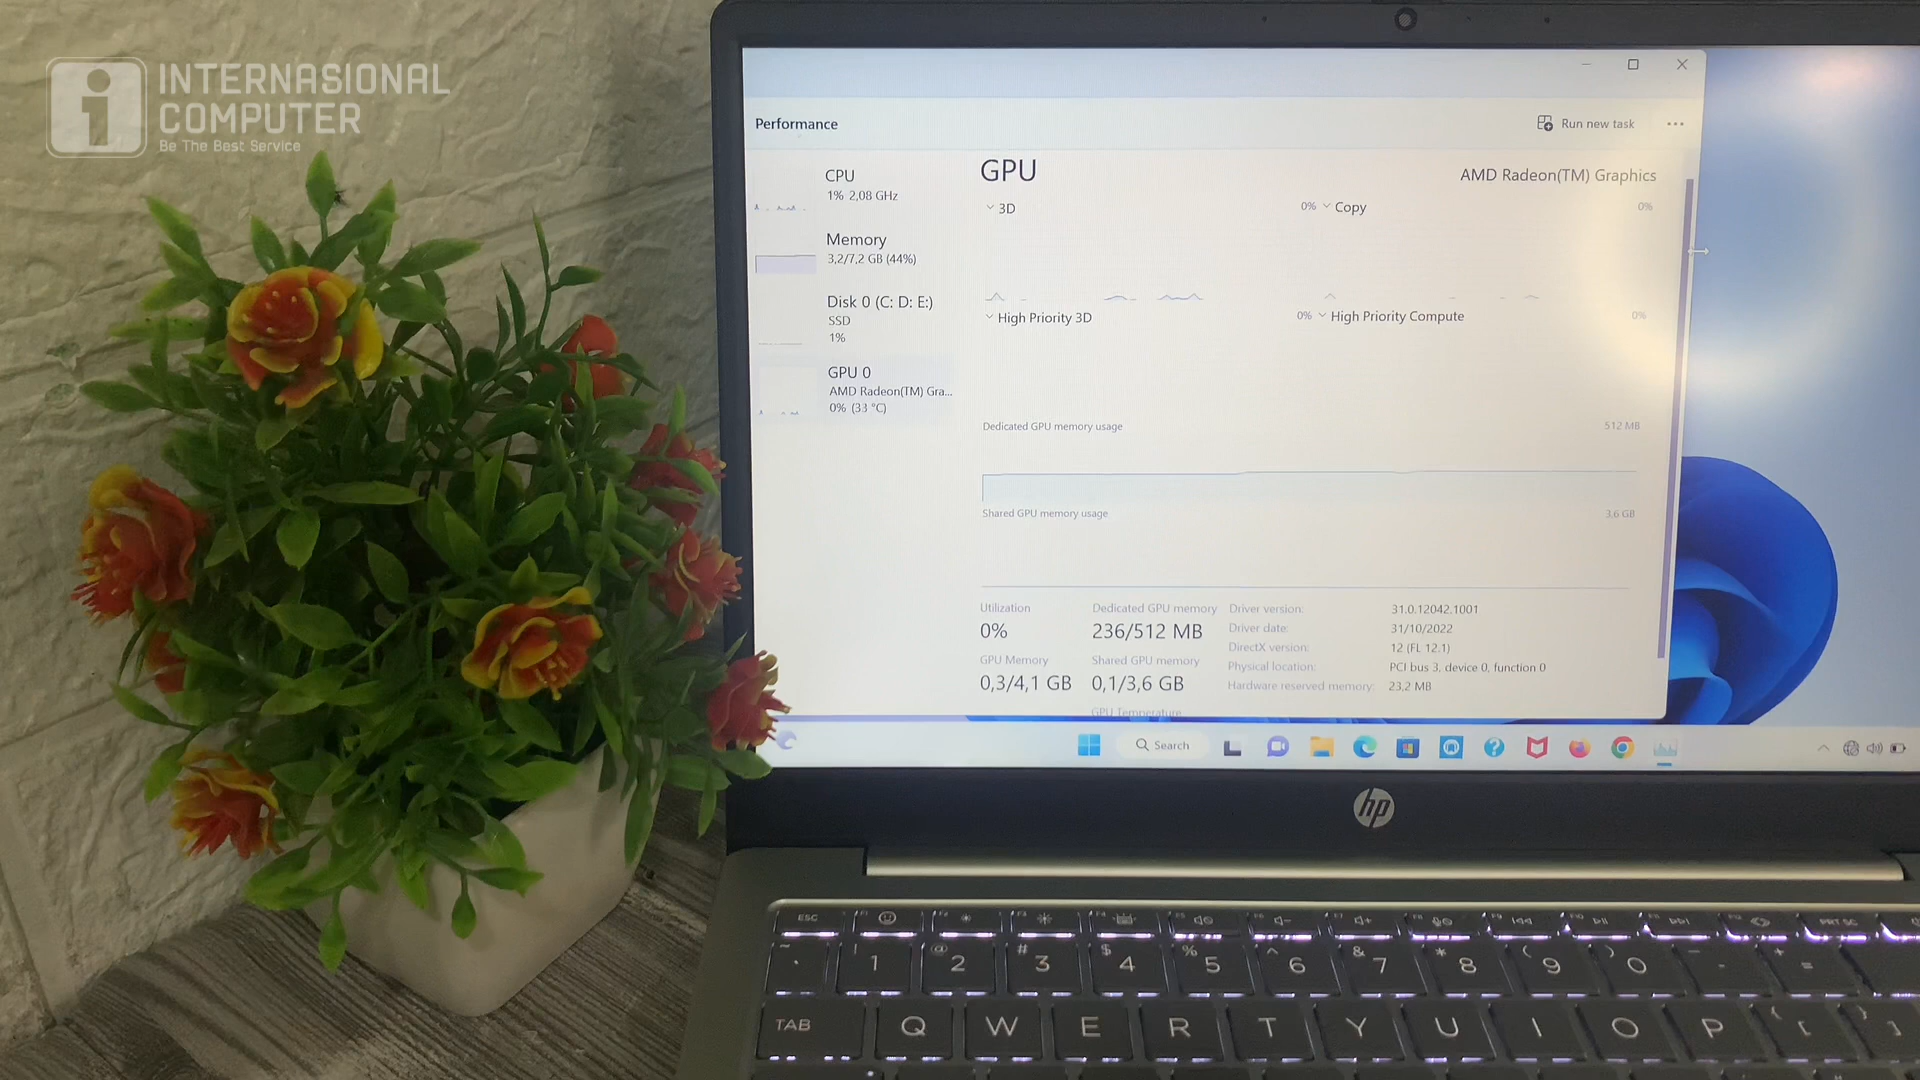 INTERNASIONAL
COMPUTER
Be The Best Service
Performance
Run new task
CPU
1% 2,08 GHz
Memory
3,2/7,2 GB (44%)
Disk 0 (C: D: E:)
SSD
1%
GPU 0
AMD Radeon(TM) Gra...
0% (33 °C)
GPU
AMD Radeon(TM) Graphics
3D 0%
Copy 0%
High Priority 3D 0%
High Priority Compute 0%
Dedicated GPU memory usage 512 MB
Shared GPU memory usage 3,6 GB
Utilization
0%
Dedicated GPU memory
236/512 MB
GPU Memory
0,3/4,1 GB
Shared GPU memory
0,1/3,6 GB
GPU Temperature
Driver version: 31.0.12042.1001
Driver date: 31/10/2022
DirectX version: 12 (FL 12.1)
Physical location: PCI bus 3, device 0, function 0
Hardware reserved memory: 23,2 MB
Search
hp
ESC
PRT SC
~ ` ! 1 @ 2 # 3 $ 4 % 5 ^ 6 & 7 * 8 ( 9 ) 0 - + =
TAB Q W E R T Y U I O P { [ } ]